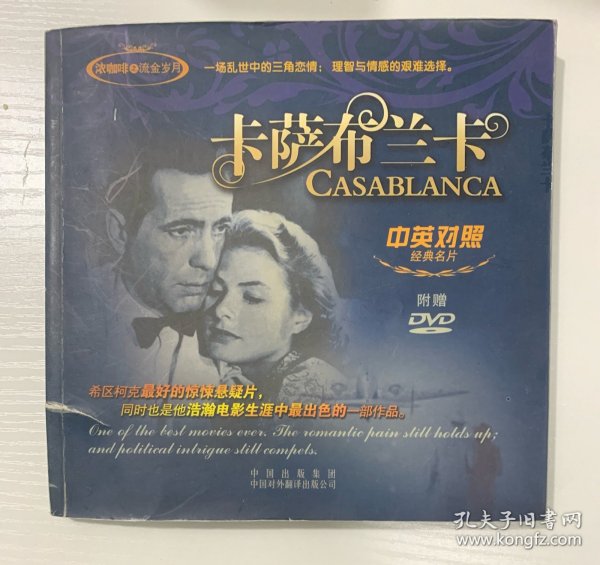 浓咖啡之流金岁月
一场乱世中的三角恋情；理智与情感的艰难选择。
卡萨布兰卡
CASABLANCA
中英对照
经典名片
附赠
DVD
希区柯克最好的惊悚悬疑片，
同时也是他浩瀚电影生涯中最出色的一部作品。
One of the best movies ever. The romantic pain still holds up;
and political intrigue still compels.
中国出版集团
中国对外翻译出版公司
孔夫子旧书网
www.kongfz.com